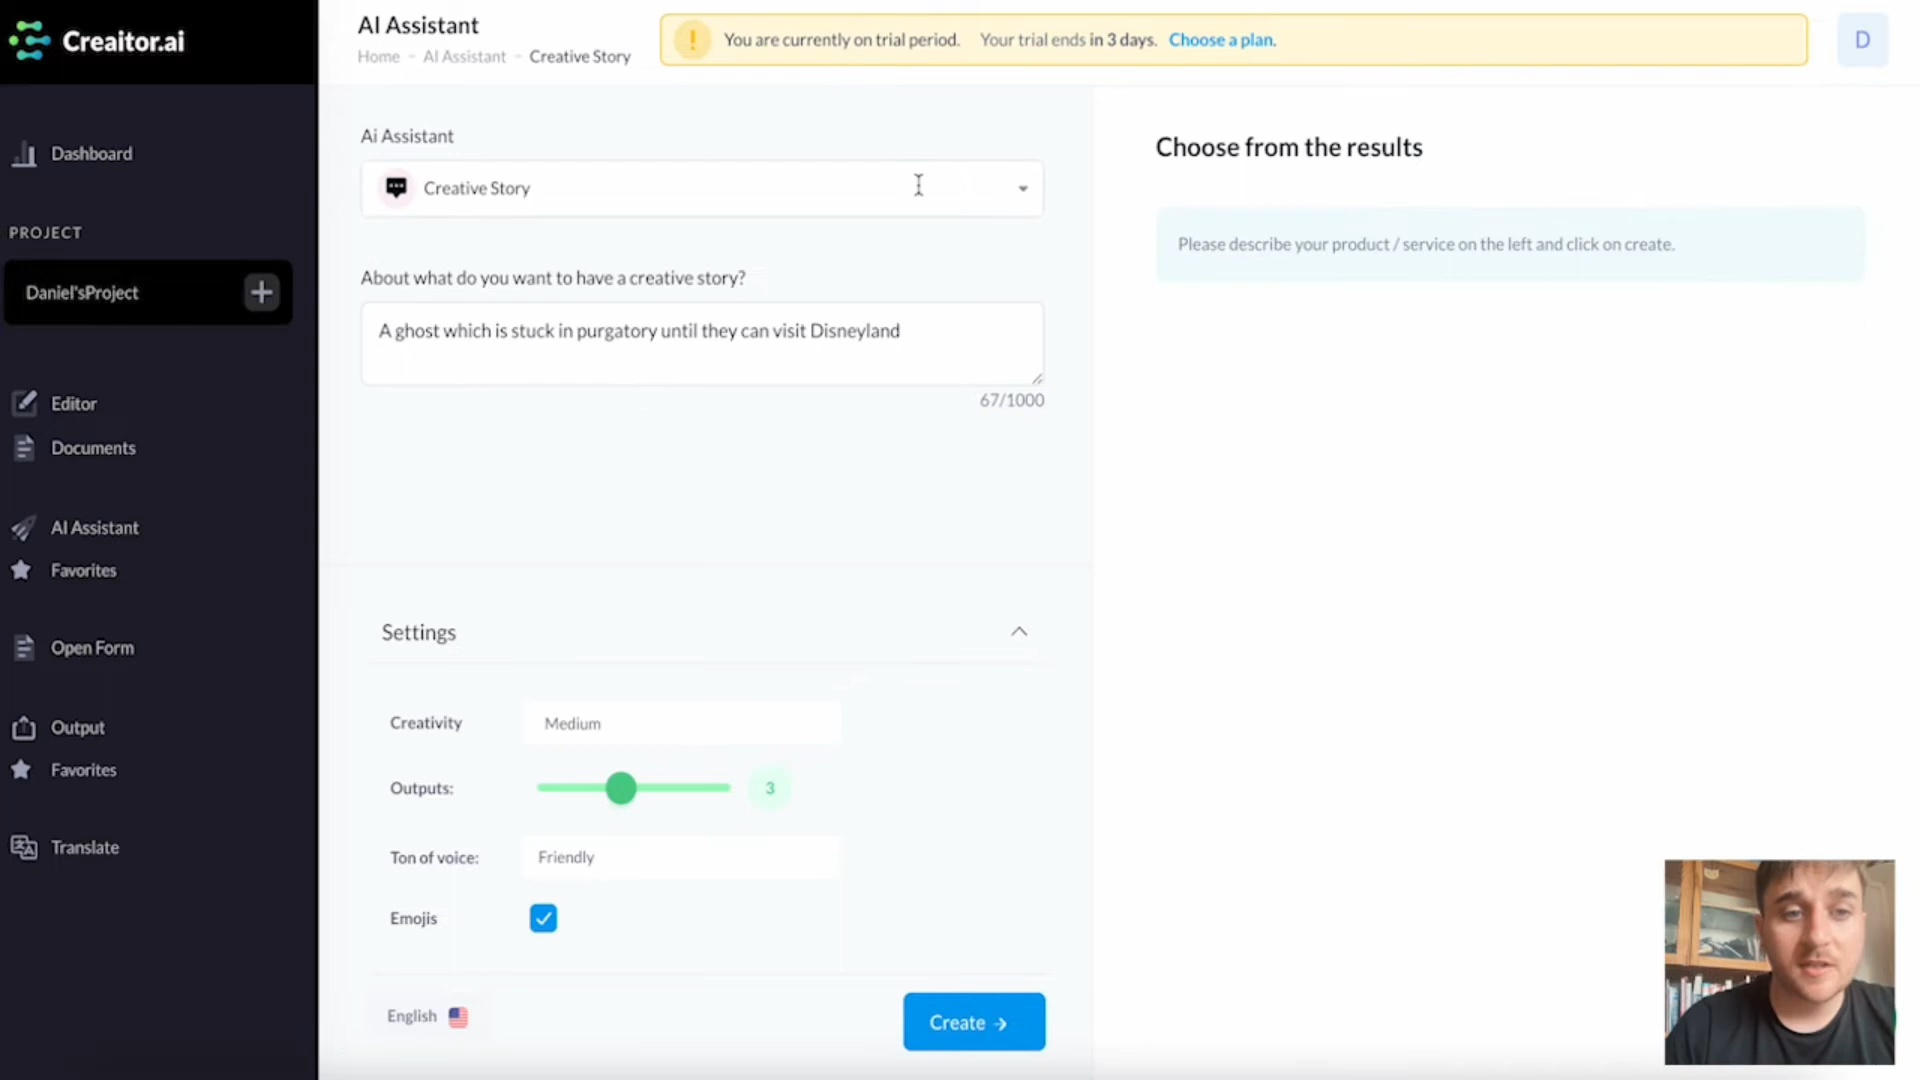 Creaitor.ai
AI Assistant
Home - AI Assistant - Creative Story
! You are currently on trial period. Your trial ends in 3 days. Choose a plan.
D
Dashboard
PROJECT
Daniel'sProject +
Editor
Documents
AI Assistant
Favorites
Open Form
Output
Favorites
Translate
Ai Assistant
Creative Story
About what do you want to have a creative story?
A ghost which is stuck in purgatory until they can visit Disneyland
67/1000
Settings
Creativity Medium
Outputs: 3
Ton of voice: Friendly
Emojis
English
Create →
Choose from the results
Please describe your product / service on the left and click on create.